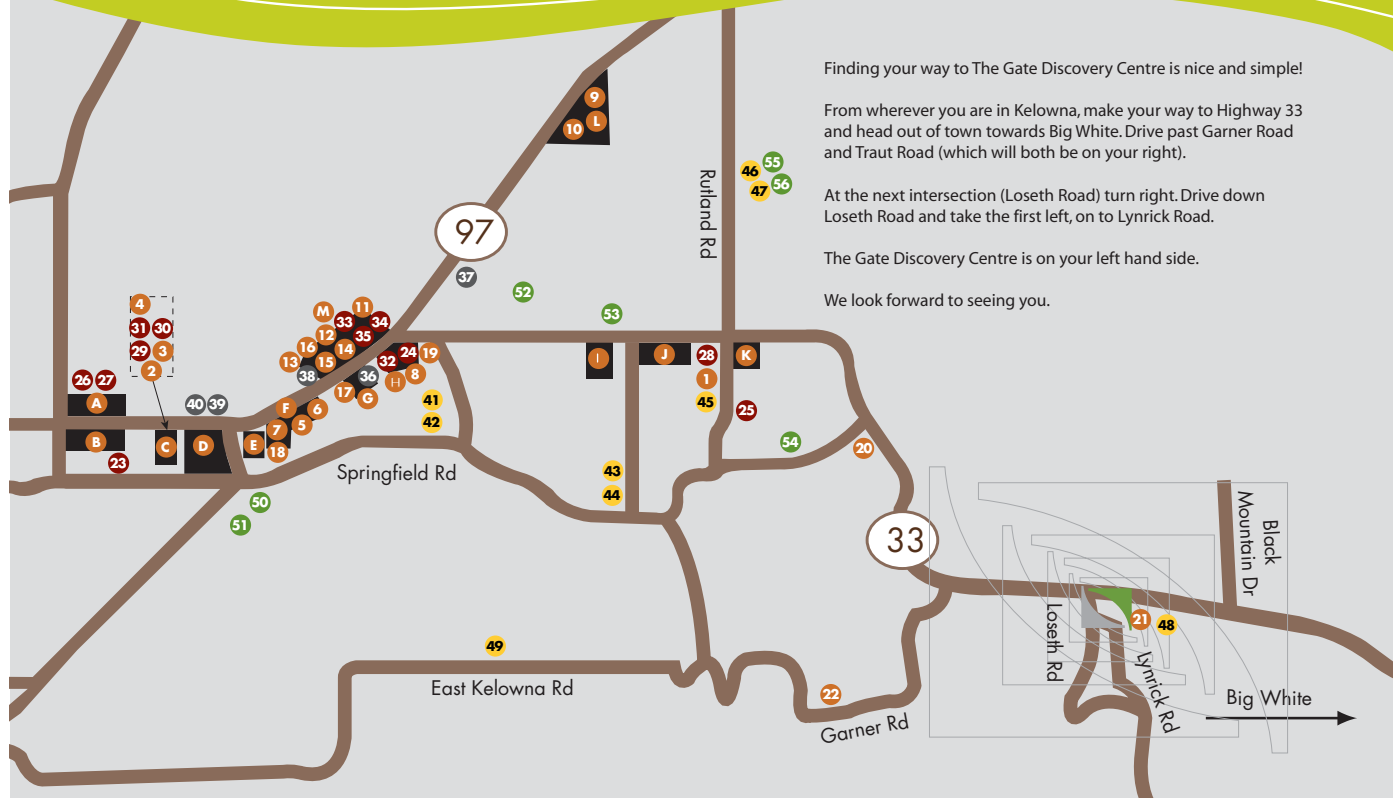 Finding your way to The Gate Discovery Centre is nice and simple!
From wherever you are in Kelowna, make your way to Highway 33
and head out of town towards Big White. Drive past Garner Road
and Traut Road (which will both be on your right).
At the next intersection (Loseth Road) turn right. Drive down
Loseth Road and take the first left, on to Lynrick Road.
The Gate Discovery Centre is on your left hand side.
We look forward to seeing you.
9
10 L
46 55
47 56
Rutland Rd
97
37
52
53
4
31 30
29 3
2
M 11
33 34
12 35
16 14
13 15
38
32 24 19
36 H 8
17 G
26 27
A
40 39
F 6
7 5
18
E
B
C
D
23
41
42
I
J
28
1
45
K
25
54
20
Springfield Rd
43
44
50
51
33
Black
Mountain Dr
Loseth Rd
21 48
Lynrick Rd
49
East Kelowna Rd
22
Garner Rd
Big White